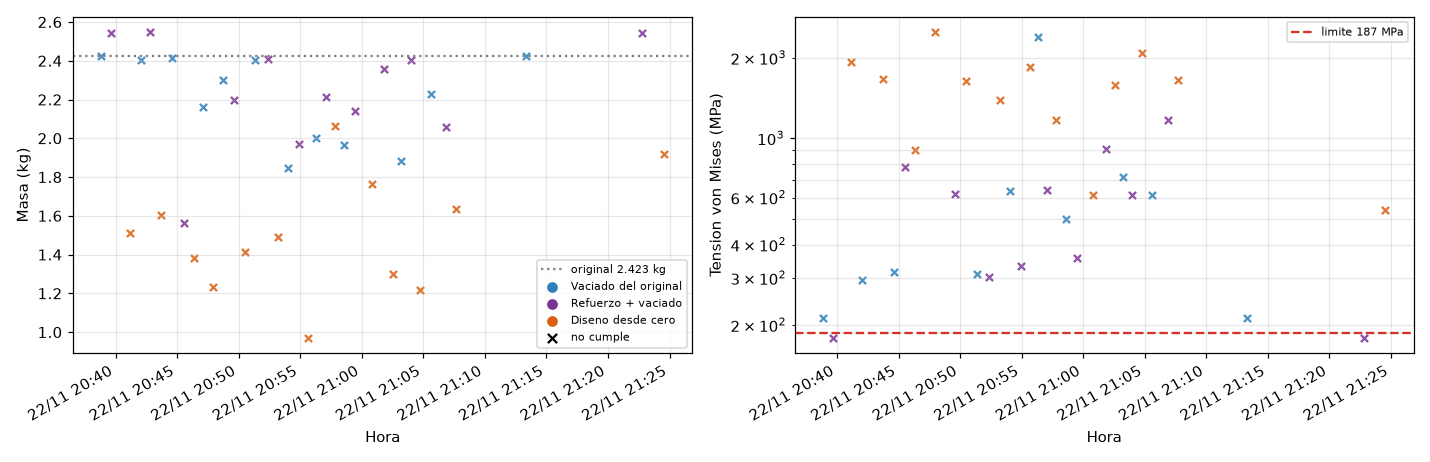 2.6
2.4
2.2
2.0
1.8
1.6
1.4
1.2
1.0
Masa (kg)
original 2.423 kg
Vaciado del original
Refuerzo + vaciado
Diseno desde cero
no cumple
22/11 20:40
22/11 20:45
22/11 20:50
22/11 20:55
22/11 21:00
22/11 21:05
22/11 21:10
22/11 21:15
22/11 21:20
22/11 21:25
Hora
2 × 10³
10³
6 × 10²
4 × 10²
3 × 10²
2 × 10²
Tension von Mises (MPa)
limite 187 MPa
22/11 20:40
22/11 20:45
22/11 20:50
22/11 20:55
22/11 21:00
22/11 21:05
22/11 21:10
22/11 21:15
22/11 21:20
22/11 21:25
Hora